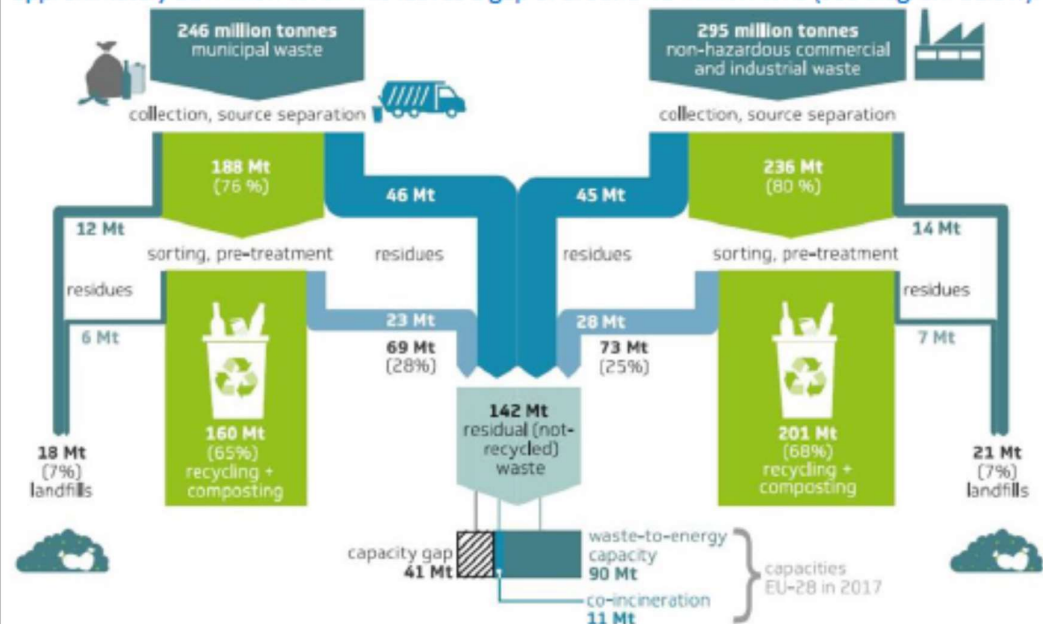 246 million tonnes
municipal waste
295 million tonnes
non-hazardous commercial
and industrial waste
collection, source separation
collection, source separation
188 Mt
(76 %)
46 Mt
45 Mt
236 Mt
(80 %)
12 Mt
14 Mt
sorting, pre-treatment
residues
residues
sorting, pre-treatment
residues
residues
6 Mt
23 Mt
28 Mt
7 Mt
69 Mt
(28%)
73 Mt
(25%)
142 Mt
residual (not-
recycled)
waste
160 Mt
(65%)
recycling +
composting
201 Mt
(68%)
recycling +
composting
18 Mt
(7%)
landfills
21 Mt
(7%)
landfills
capacity gap
41 Mt
waste-to-energy
capacity
90 Mt
co-incineration
11 Mt
capacities
EU-28 in 2017